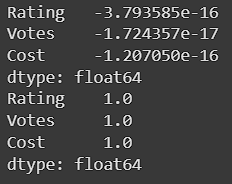 Rating   -3.793585e-16
Votes    -1.724357e-17
Cost     -1.207050e-16
dtype: float64
Rating    1.0
Votes     1.0
Cost      1.0
dtype: float64